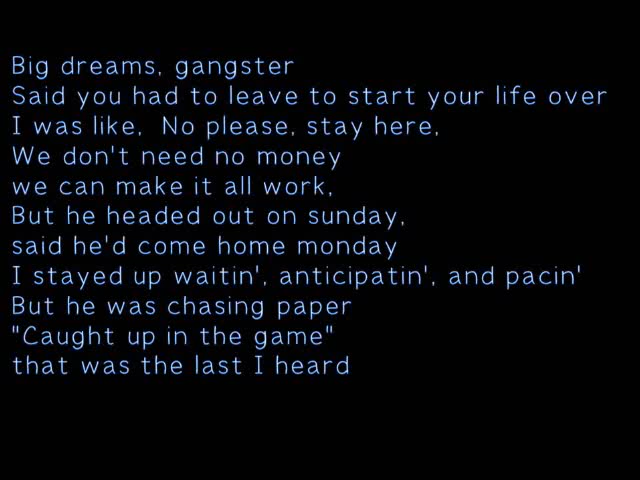 Big dreams, gangster
Said you had to leave to start your life over
I was like,  No please, stay here,
We don't need no money
we can make it all work,
But he headed out on sunday,
said he'd come home monday
I stayed up waitin', anticipatin', and pacin'
But he was chasing paper
"Caught up in the game"
that was the last I heard